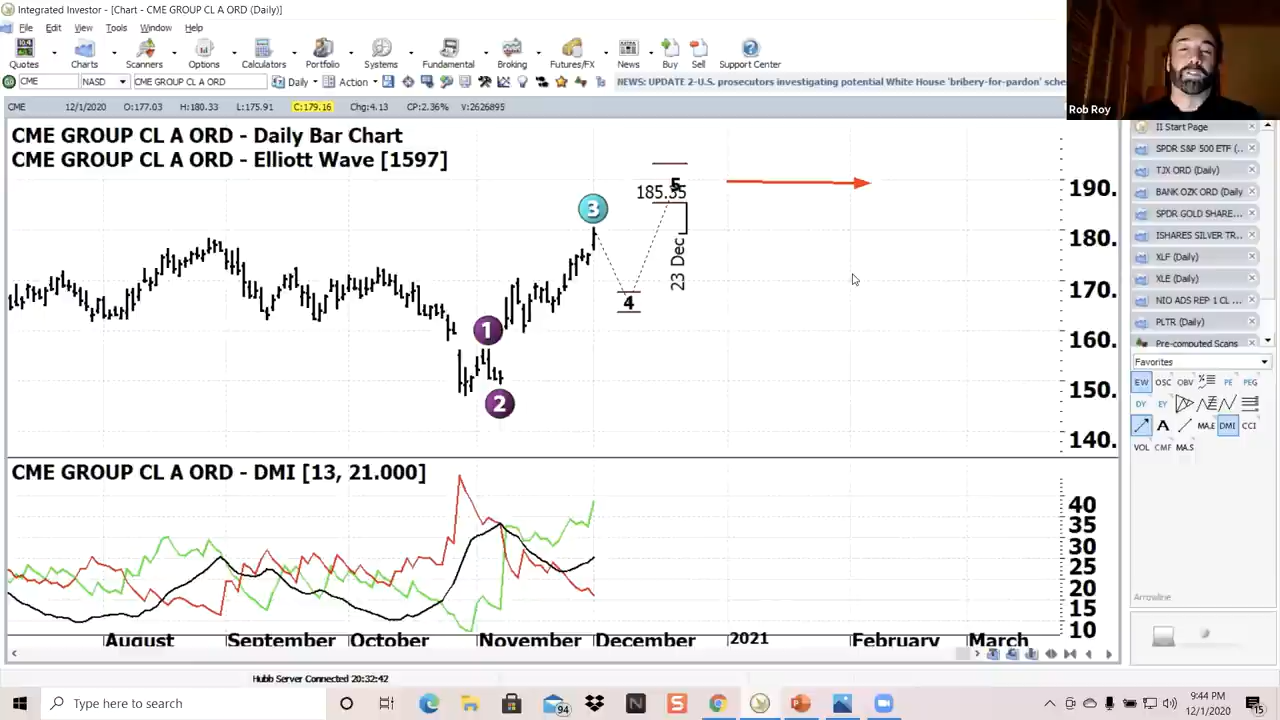 Integrated Investor - [Chart - CME GROUP CL A ORD (Daily)]
File Edit View Tools Window Help
Quotes Charts Scanners Options Calculators Portfolio Systems Fundamental Broking Futures/FX News Buy Sell Support Center
CME NASD CME GROUP CL A ORD Daily Action NEWS: UPDATE 2-U.S. prosecutors investigating potential White House 'bribery-for-pardon' sche
CME 12/1/2020 O:177.03 H:180.33 L:175.91 C:179.16 Chg:4.13 CP:2.36% V:2626895
Rob Roy
CME GROUP CL A ORD - Daily Bar Chart
CME GROUP CL A ORD - Elliott Wave [1597]
5
185.35
3
23 Dec
4
1
2
190.
180.
170.
160.
150.
140.
CME GROUP CL A ORD - DMI [13, 21.000]
40
35
30
25
20
15
10
August September October November December 2021 February March
II Start Page
SPDR S&P 500 ETF (..
TJX ORD (Daily)
BANK OZK ORD (Daily
SPDR GOLD SHARE...
ISHARES SILVER TR...
XLF (Daily)
XLE (Daily)
NIO ADS REP 1 CL ...
PLTR (Daily)
Pre-computed Scans
Favorites
EW OSC OBV PE PEG
DY EY
A MA,E DMI CCI
VOL CMF MA,S
Arrowline
Hubb Server Connected 20:32:42
Type here to search
94
9:44 PM
12/1/2020
15